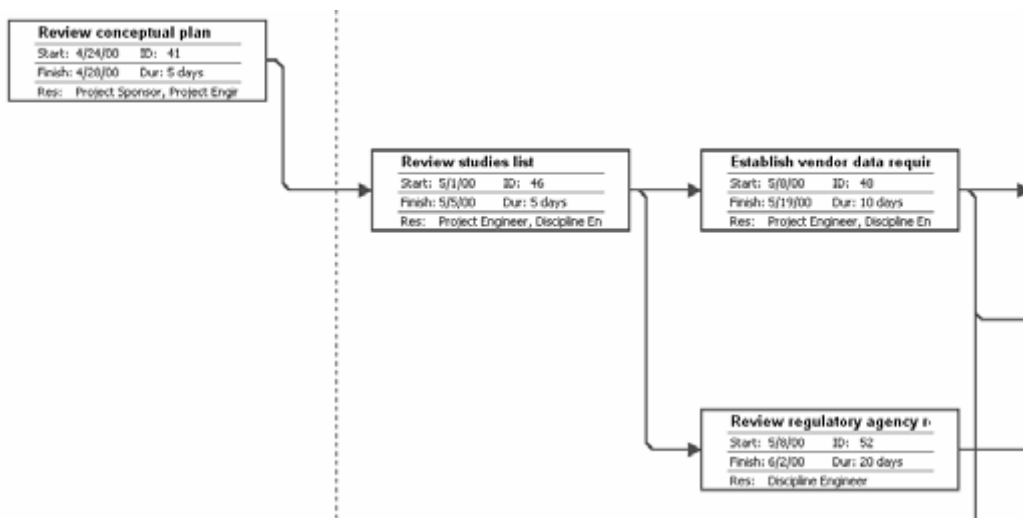 Review conceptual plan
Start: 4/24/00 ID: 41
Finish: 4/28/00 Dur: 5 days
Res: Project Sponsor, Project Engir
Review studies list
Start: 5/1/00 ID: 46
Finish: 5/5/00 Dur: 5 days
Res: Project Engineer, Discipline En
Establish vendor data requir
Start: 5/8/00 ID: 48
Finish: 5/19/00 Dur: 10 days
Res: Project Engineer, Discipline En
Review regulatory agency r
Start: 5/8/00 ID: 52
Finish: 6/2/00 Dur: 20 days
Res: Discipline Engineer